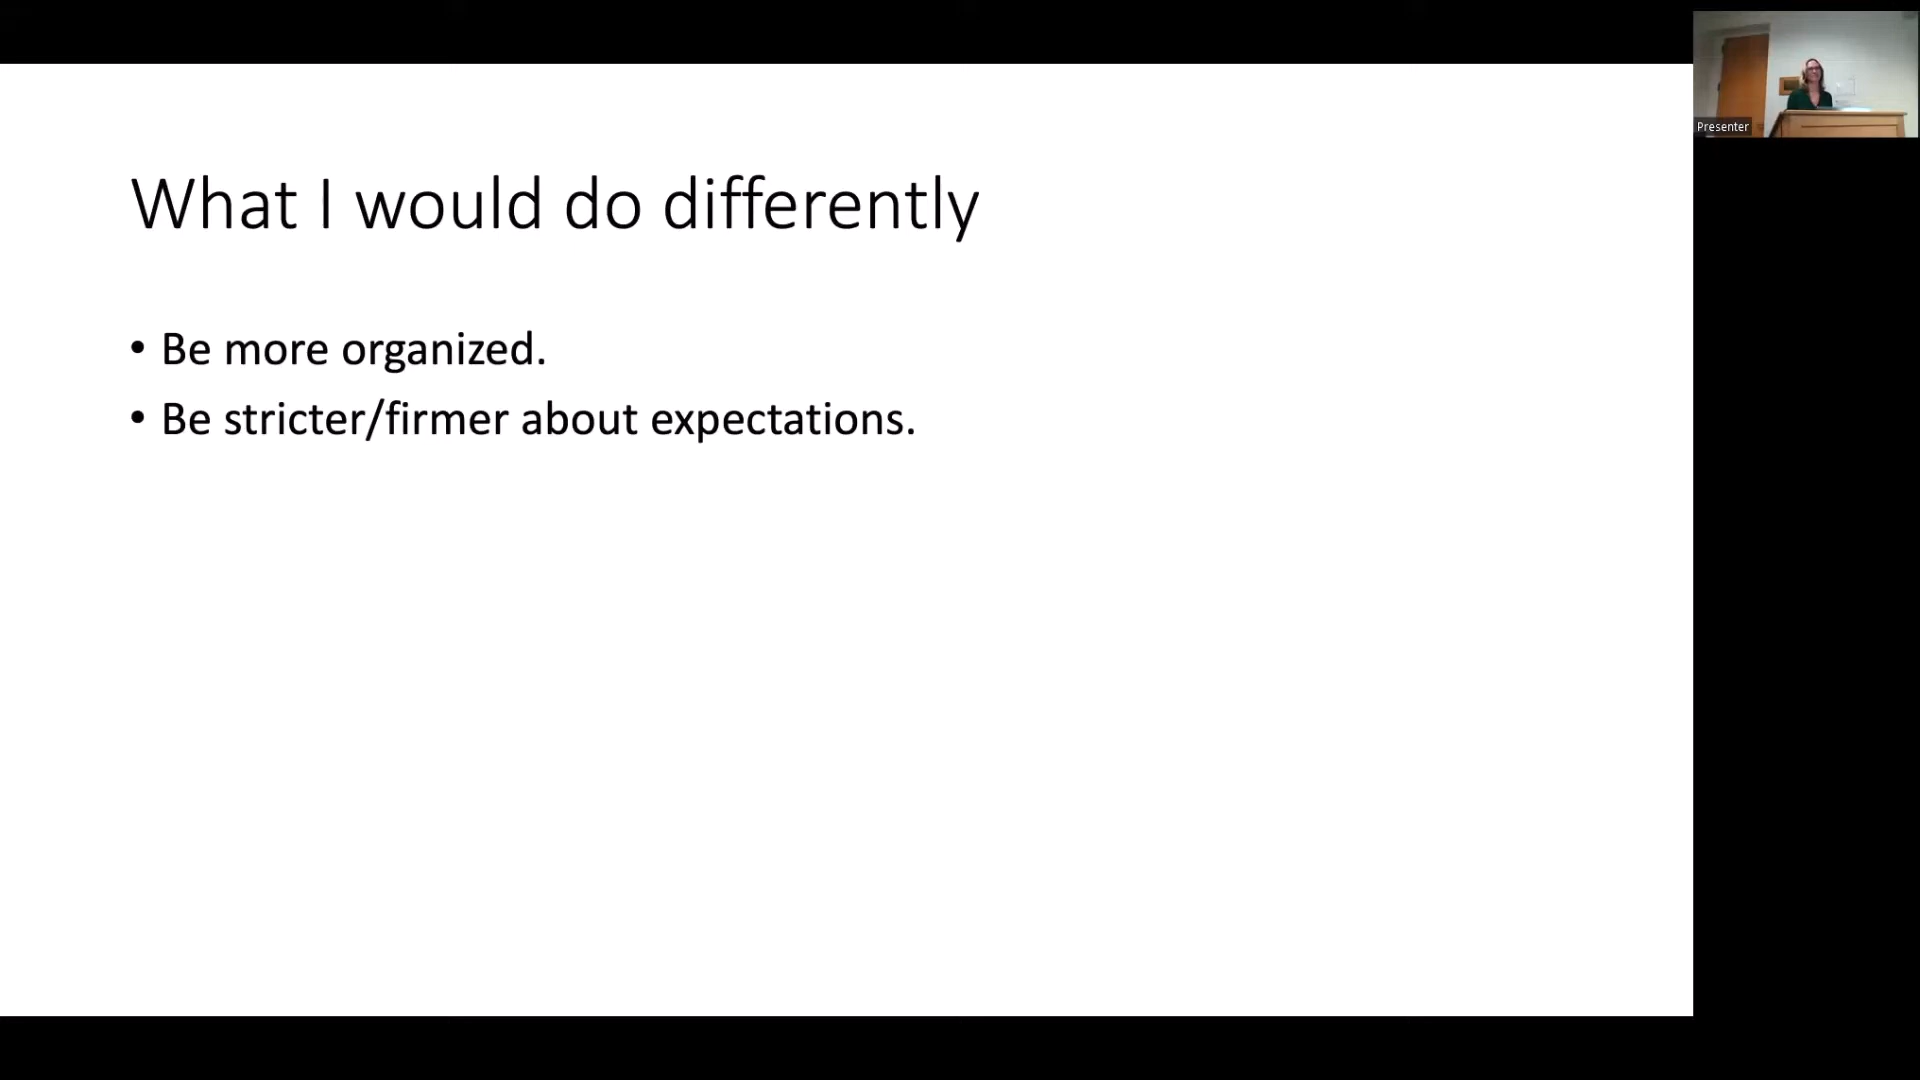 What I would do differently
• Be more organized.
• Be stricter/firmer about expectations.
Presenter